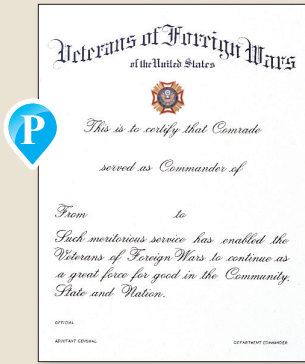 Veterans of Foreign Wars
of the United States
P
This is to certify that Comrade
served as Commander of
From to
Such meritorious service has enabled the
Veterans of Foreign Wars to continue as
a great force for good in the Community,
State and Nation.
OFFICIAL
ADJUTANT GENERAL DEPARTMENT COMMANDER